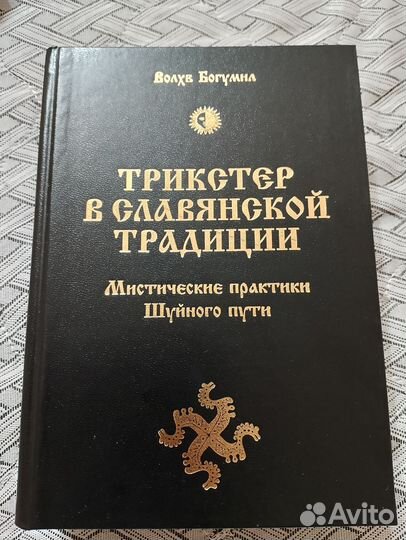 Волхв Богумил
ТРИКСТЕР
В СЛАВЯНСКОЙ
ТРАДИЦИИ
Мистические практики
Шуйного пути
Avito